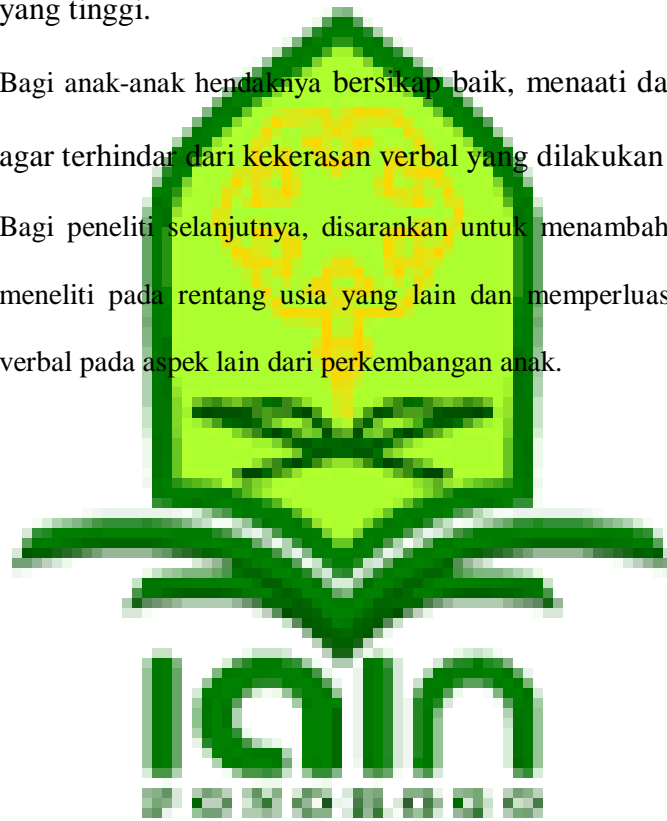 yang tinggi.
Bagi anak-anak hendaknya bersikap baik, menaati da
agar terhindar dari kekerasan verbal yang dilakukan
Bagi peneliti selanjutnya, disarankan untuk menambah
meneliti pada rentang usia yang lain dan memperluas
verbal pada aspek lain dari perkembangan anak.
iain
PONOROGO